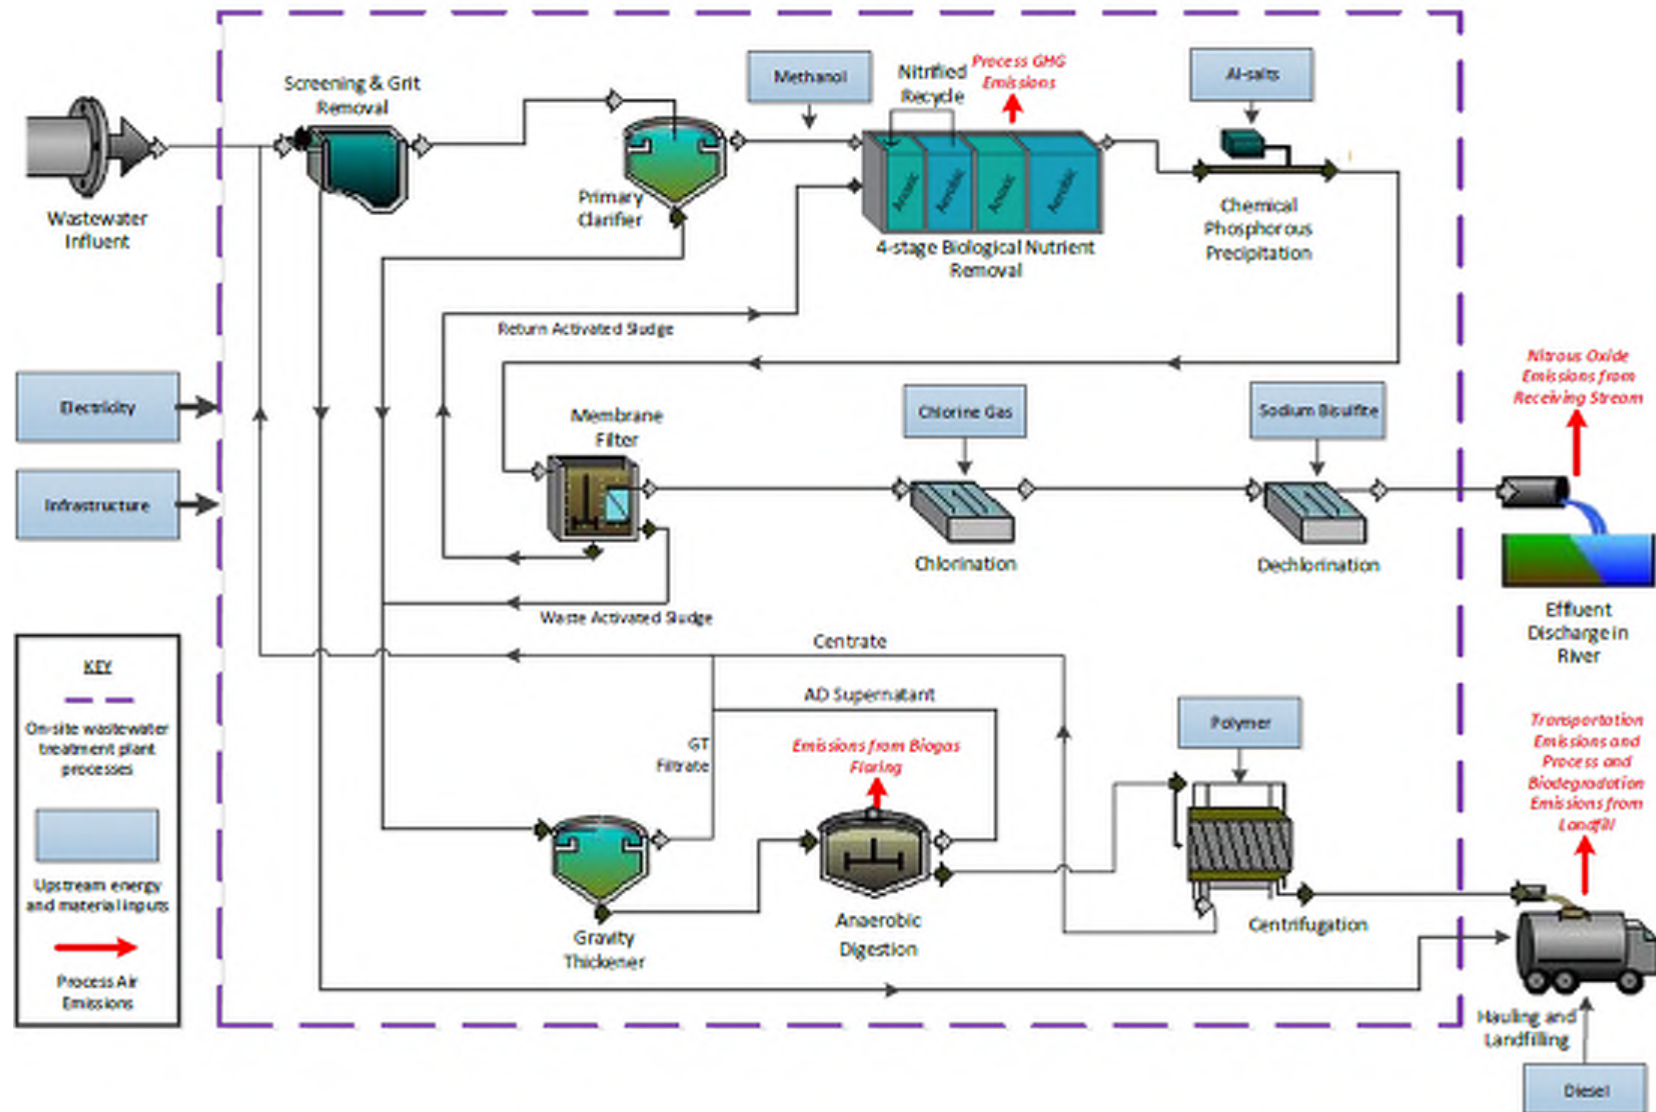 Screening & Grit
Removal
Wastewater
Influent
Primary
Clarifier
Methanol
Nitrified
Recycle
Process GHG
Emissions
Anoxic
Aerobic
Anoxic
Aerobic
4-stage Biological Nutrient
Removal
Al-salts
Chemical
Phosphorous
Precipitation
Return Activated Sludge
Electricity
Infrastructure
Membrane
Filter
Chlorine Gas
Chlorination
Sodium Bisulfite
Dechlorination
Nitrous Oxide
Emissions from
Receiving Stream
Effluent
Discharge in
River
Waste Activated Sludge
Centrate
AD Supernatant
GT
Filtrate
Emissions from Biogas
Flaring
Polymer
Gravity
Thickener
Anaerobic
Digestion
Centrifugation
Transportation
Emissions and
Process and
Biodegradation
Emissions from
Landfill
Hauling and
Landfilling
Diesel
KEY
On-site wastewater
treatment plant
processes
Upstream energy
and material inputs
Process Air
Emissions